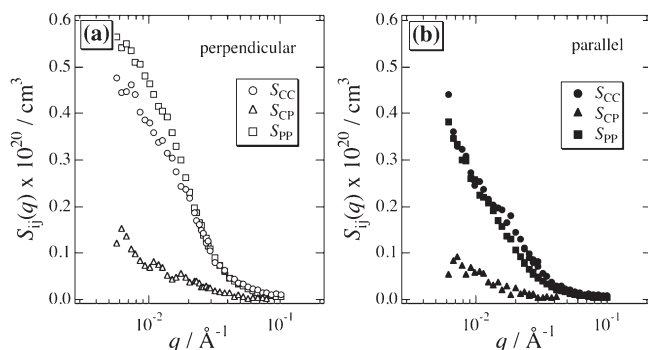 (a)
perpendicular
S_CC
S_CP
S_PP
S_ij(q) x 10^20 / cm^3
0.6
0.5
0.4
0.3
0.2
0.1
0.0
10^-2
10^-1
q / Å^-1
(b)
parallel
S_CC
S_CP
S_PP
S_ij(q) x 10^20 / cm^3
0.6
0.5
0.4
0.3
0.2
0.1
0.0
10^-2
10^-1
q / Å^-1